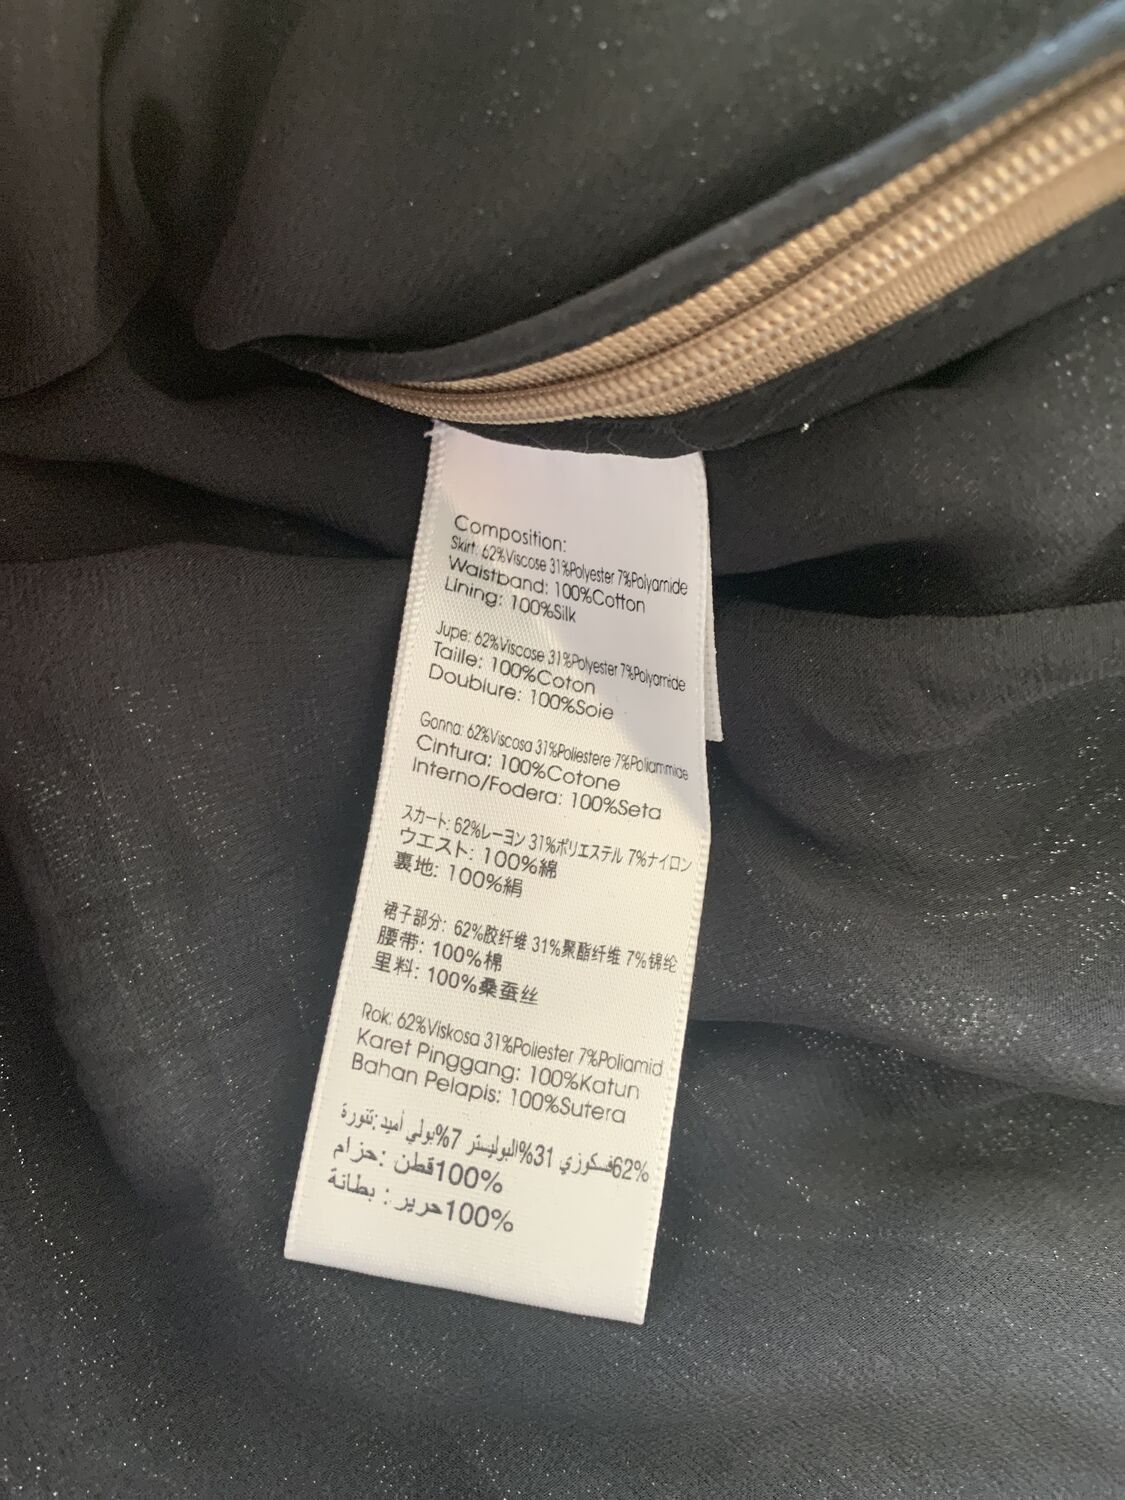 Composition:
Skirt: 62%Viscose 31%Polyester 7%Polyamide
Waistband: 100%Cotton
Lining: 100%Silk
Jupe: 62%Viscose 31%Polyester 7%Polyamide
Taille: 100%Coton
Doublure: 100%Soie
Gonna: 62%Viscosa 31%Poliestere 7%Poliammide
Cintura: 100%Cotone
Interno/Fodera: 100%Seta
スカート: 62%レーヨン 31%ポリエステル 7%ナイロン
ウエスト: 100%綿
裏地: 100%絹
裙子部分: 62%胶纤维 31%聚酯纤维 7%锦纶
腰带: 100%棉
里料: 100%桑蚕丝
Rok: 62%Viskosa 31%Poliester 7%Poliamid
Karet Pinggang: 100%Katun
Bahan Pelapis: 100%Sutera
62%فسكوزي 31%البوليستر 7%بولي أميد:تنورة
100%قطن :حزام
100%حرير : بطانة